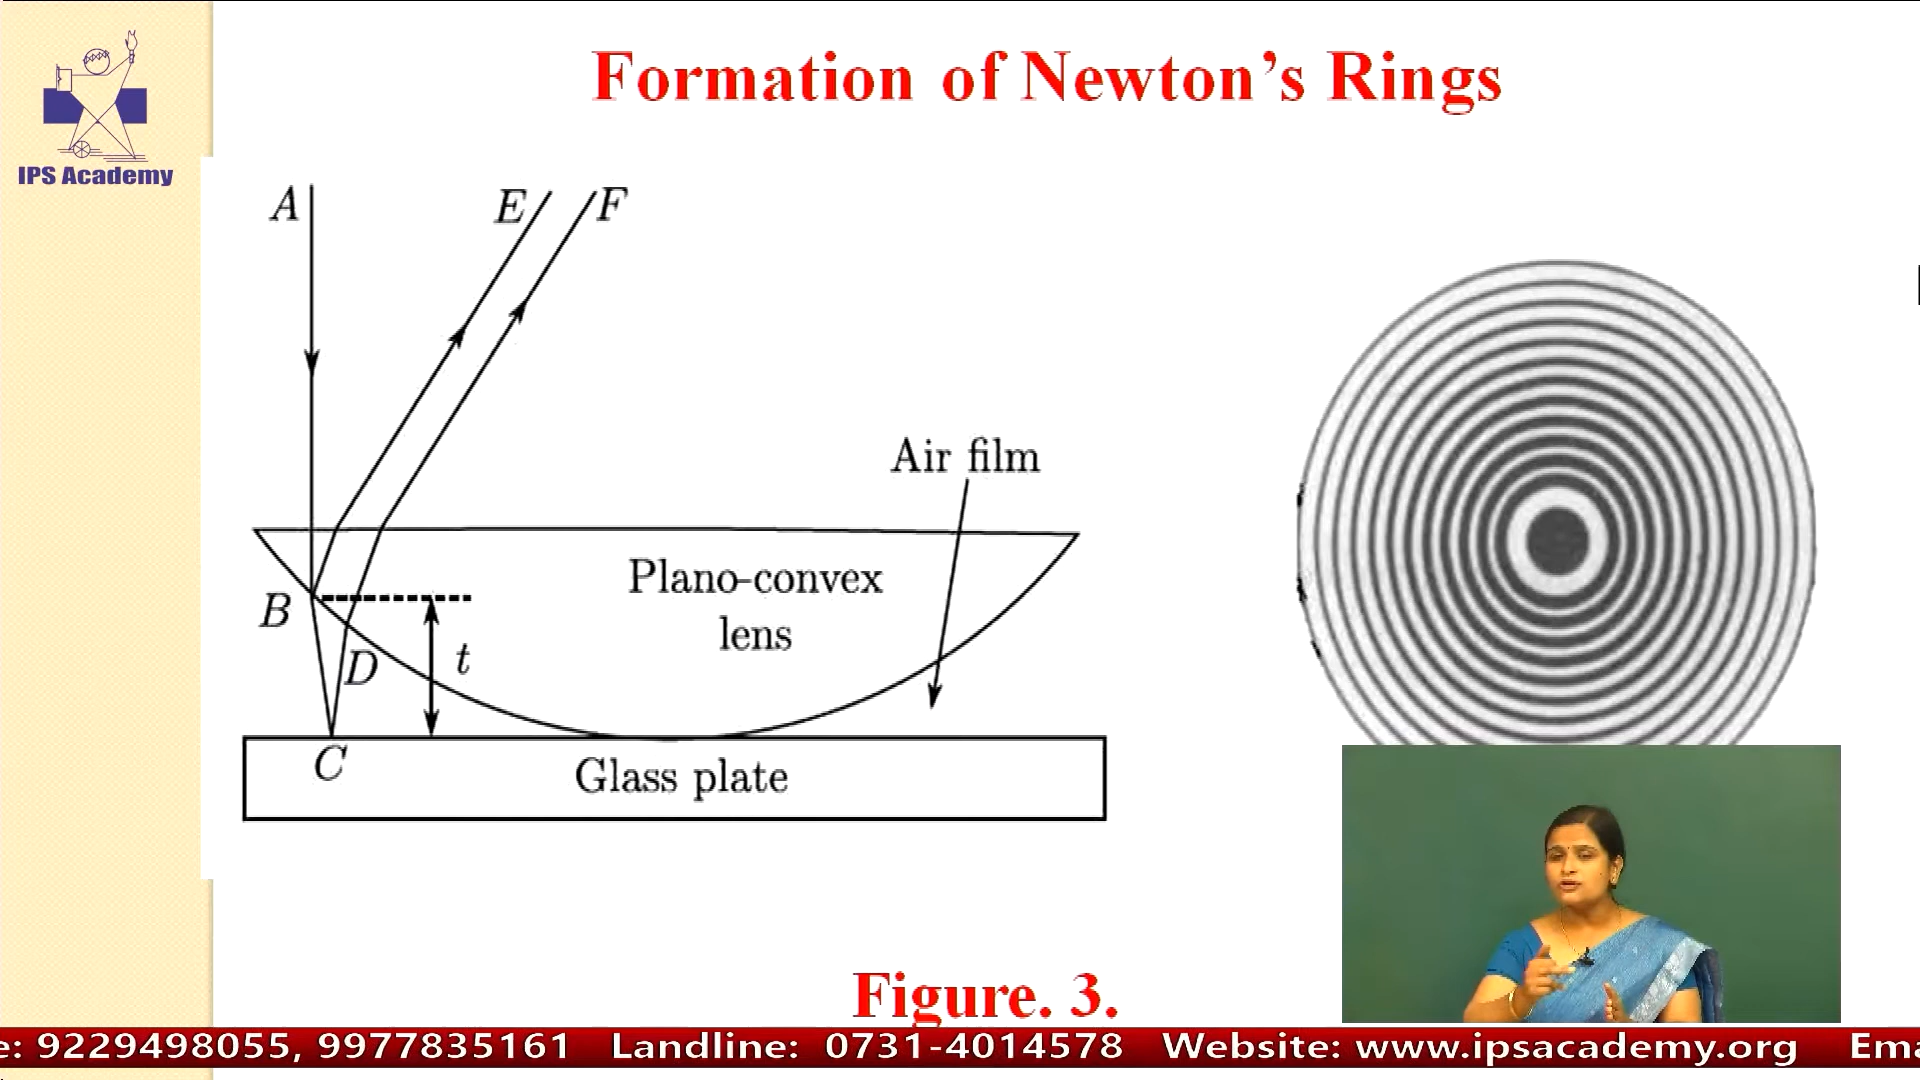 Formation of Newton's Rings
IPS Academy
A
E
F
Air film
Plano-convex
lens
B
D
t
C
Glass plate
Figure. 3.
e: 9229498055, 9977835161 Landline: 0731-4014578 Website: www.ipsacademy.org Ema